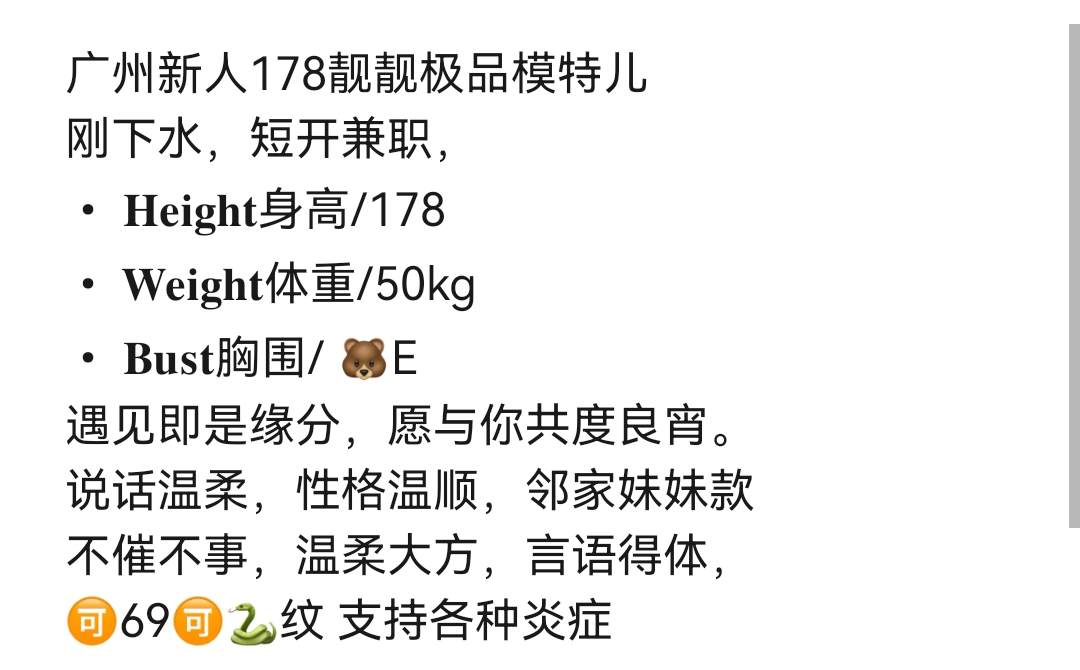 广州新人178靓靓极品模特儿
刚下水，短开兼职，
• Height身高/178
• Weight体重/50kg
• Bust胸围/ 🐻E
遇见即是缘分，愿与你共度良宵。
说话温柔，性格温顺，邻家妹妹款
不催不事，温柔大方，言语得体，
🉑69🉑🐍纹 支持各种炎症